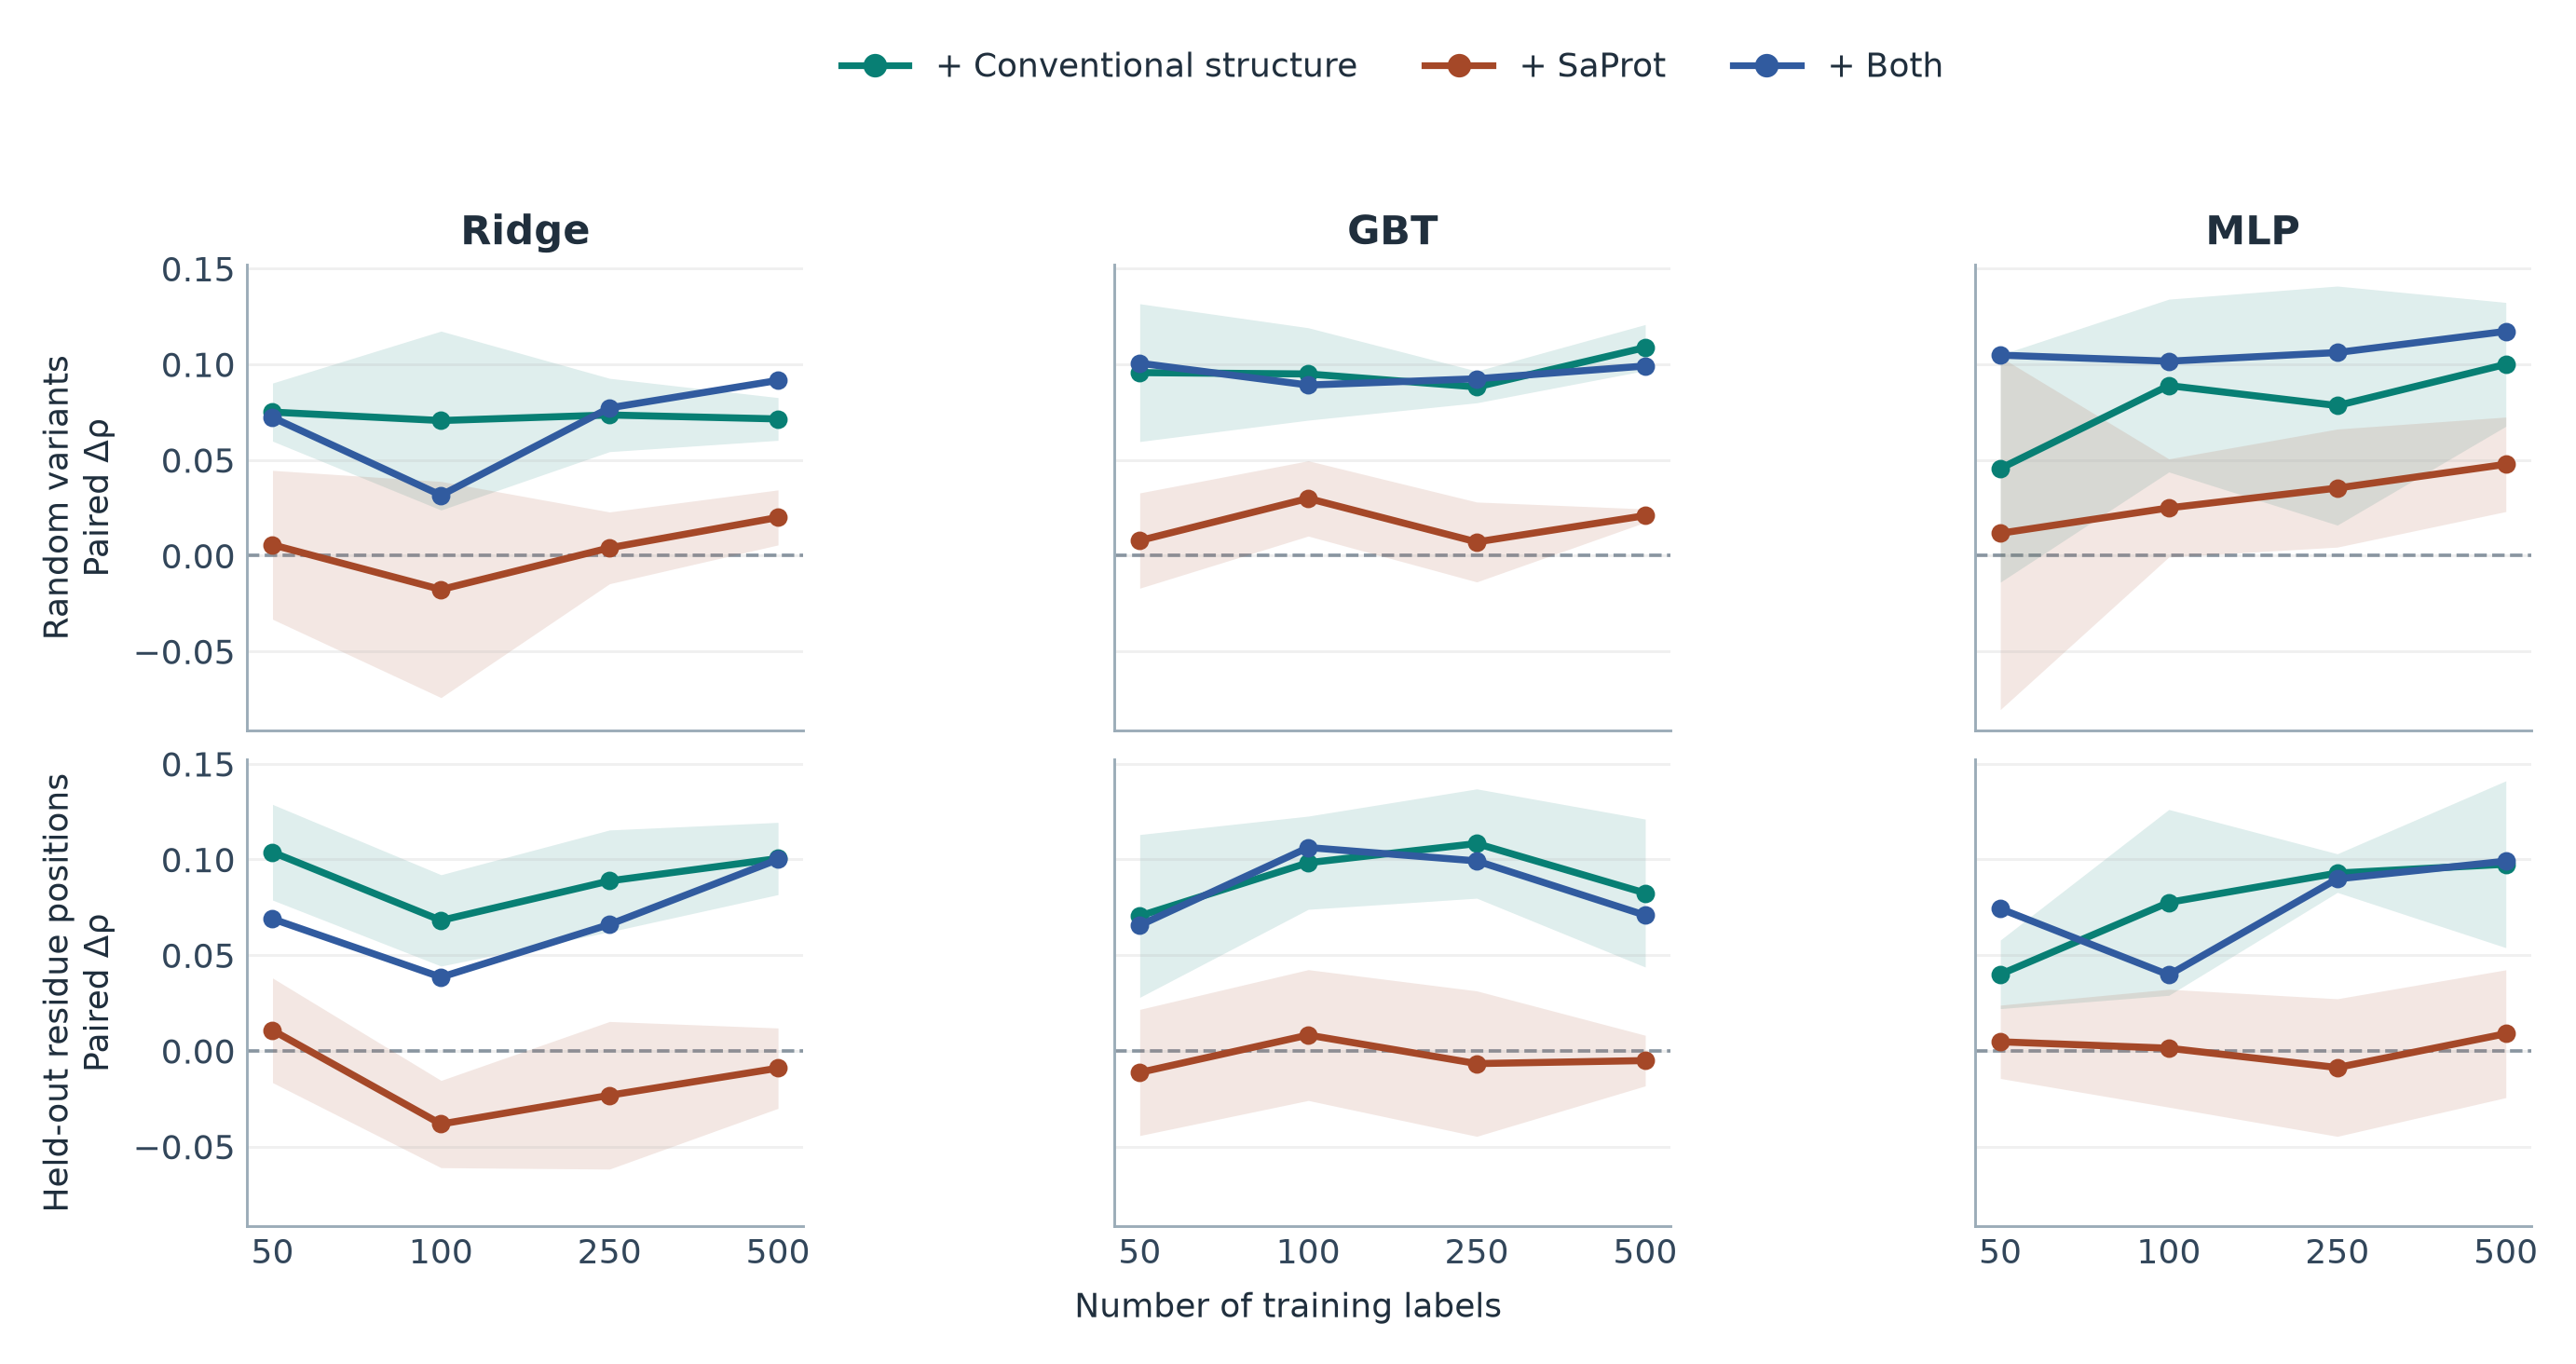 + Conventional structure
+ SaProt
+ Both
Ridge
GBT
MLP
Random variants
Paired Δρ
0.15
0.10
0.05
0.00
−0.05
Held-out residue positions
Paired Δρ
0.15
0.10
0.05
0.00
−0.05
50 100 250 500
50 100 250 500
50 100 250 500
Number of training labels